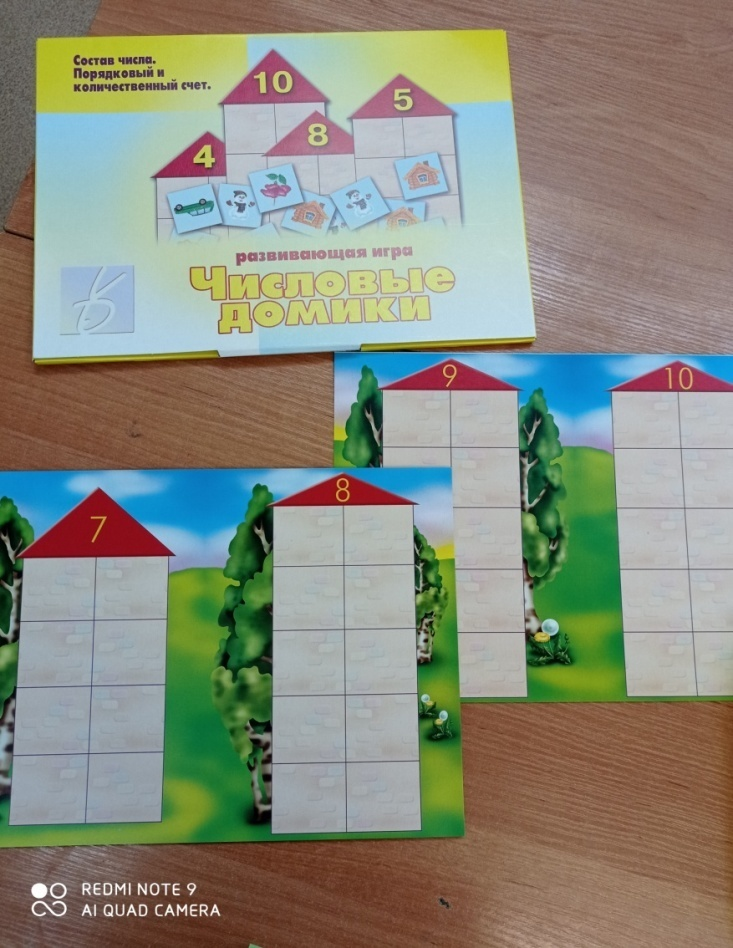 Состав числа.
Порядковый и
количественный счет.
10
5
8
4
развивающая игра
Числовые
домики
9
10
7
8
REDMI NOTE 9
AI QUAD CAMERA